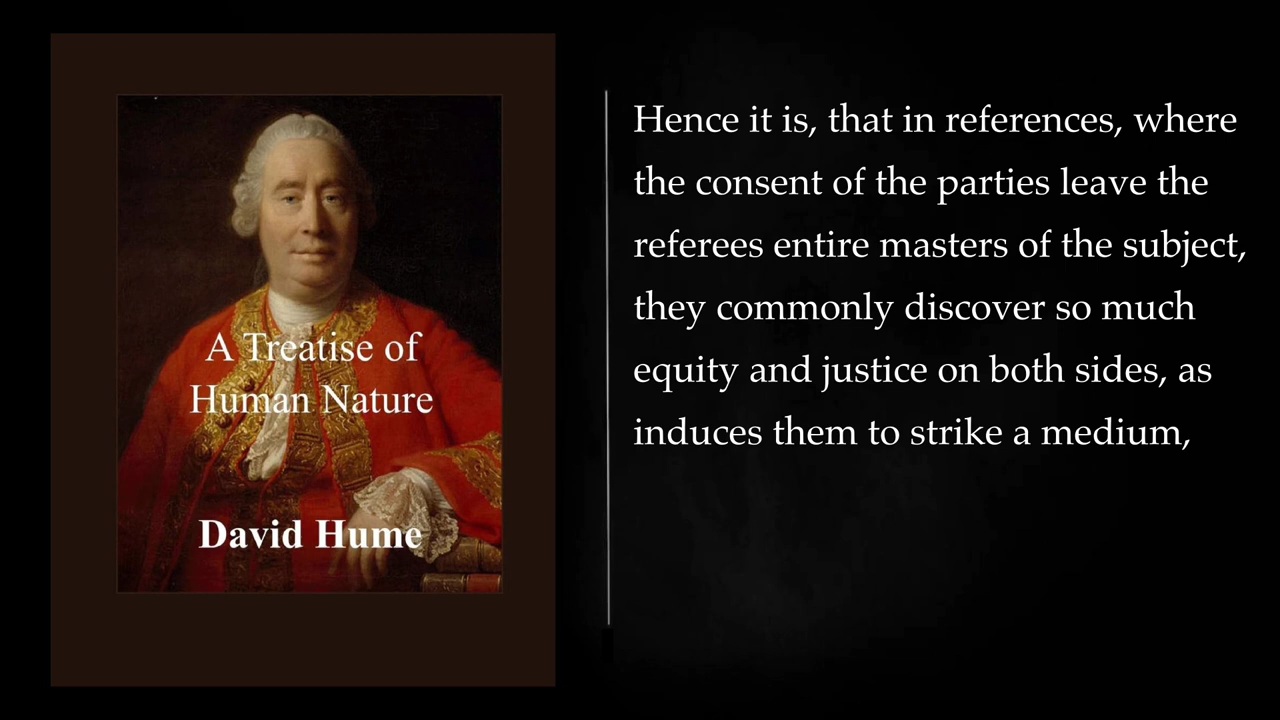 A Treatise of
Human Nature
David Hume
Hence it is, that in references, where
the consent of the parties leave the
referees entire masters of the subject,
they commonly discover so much
equity and justice on both sides, as
induces them to strike a medium,